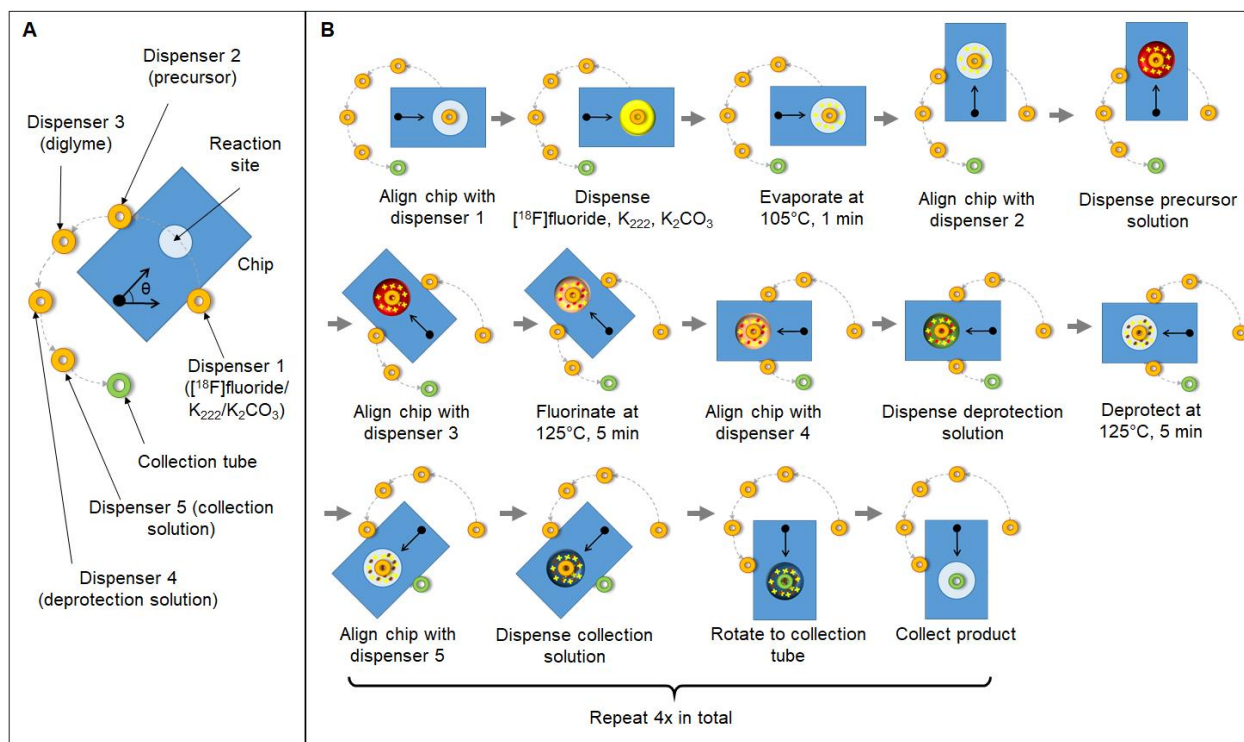 A
Dispenser 2
(precursor)
Dispenser 3
(diglyme)
Reaction
site
Chip
θ
Dispenser 1
([¹⁸F]fluoride/
K₂₂₂/K₂CO₃)
Collection tube
Dispenser 5 (collection
solution)
Dispenser 4
(deprotection solution)
B
Align chip with
dispenser 1
Dispense
[¹⁸F]fluoride, K₂₂₂, K₂CO₃
Evaporate at
105°C, 1 min
Align chip with
dispenser 2
Dispense precursor
solution
Align chip with
dispenser 3
Fluorinate at
125°C, 5 min
Align chip with
dispenser 4
Dispense deprotection
solution
Deprotect at
125°C, 5 min
Align chip with
dispenser 5
Dispense collection
solution
Rotate to collection
tube
Collect product
Repeat 4x in total